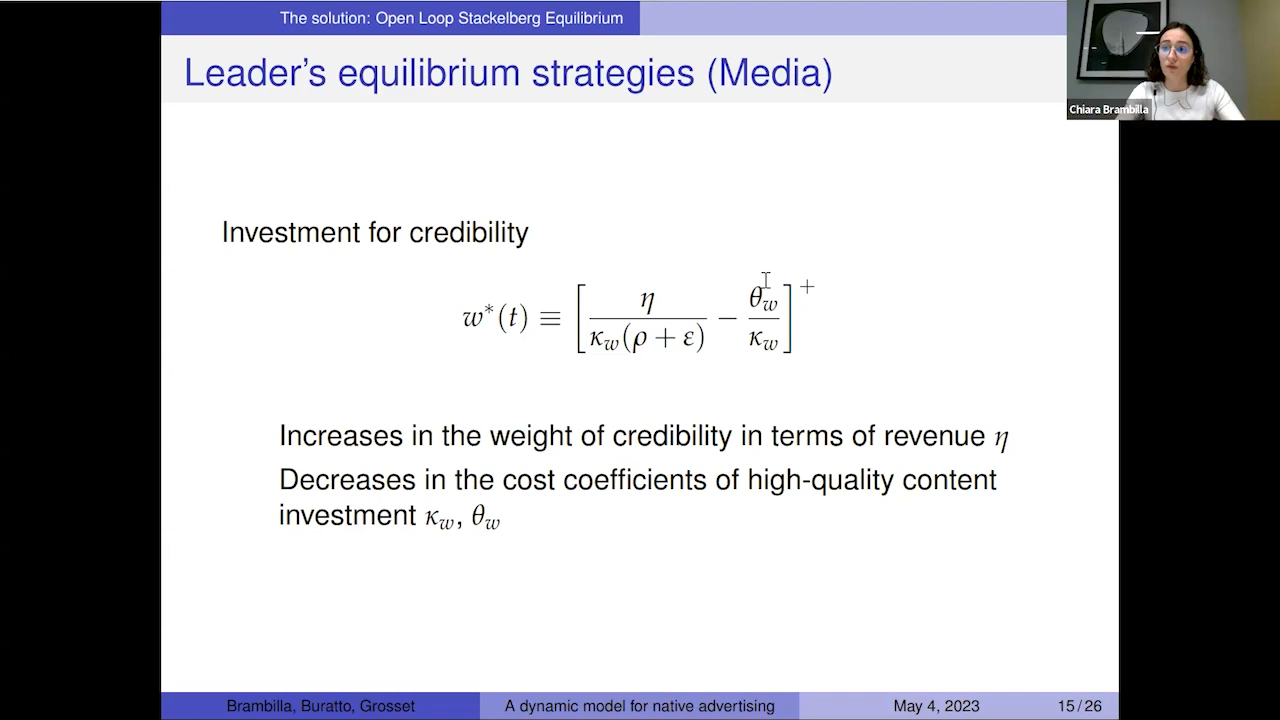 The solution: Open Loop Stackelberg Equilibrium
Leader's equilibrium strategies (Media)
Chiara Brambilla
Investment for credibility
w*(t) ≡ [ η / (κ_w(ρ + ε)) − θ_w / κ_w ]^+
Increases in the weight of credibility in terms of revenue η
Decreases in the cost coefficients of high-quality content
investment κ_w, θ_w
Brambilla, Buratto, Grosset
A dynamic model for native advertising
May 4, 2023
15 / 26